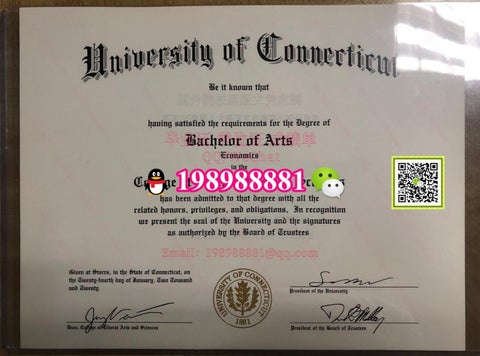 University of Connecticut
Be it known that
having satisfied the requirements for the Degree of
Bachelor of Arts
Economics
in the
198988881
has been admitted to that degree with all the
related honors, privileges, and obligations. In recognition
we present the seal of the University and the signatures
as authorized by the Board of Trustees
Email: 198988881@qq.com
Given at Storrs, in the State of Connecticut, on
the Twenty-fourth day of January, Two Thousand
and Twenty
President of the University
UNIVERSITY OF CONNECTICUT
1881
Dean, College of Liberal Arts and Sciences
President of the Board of Trustees